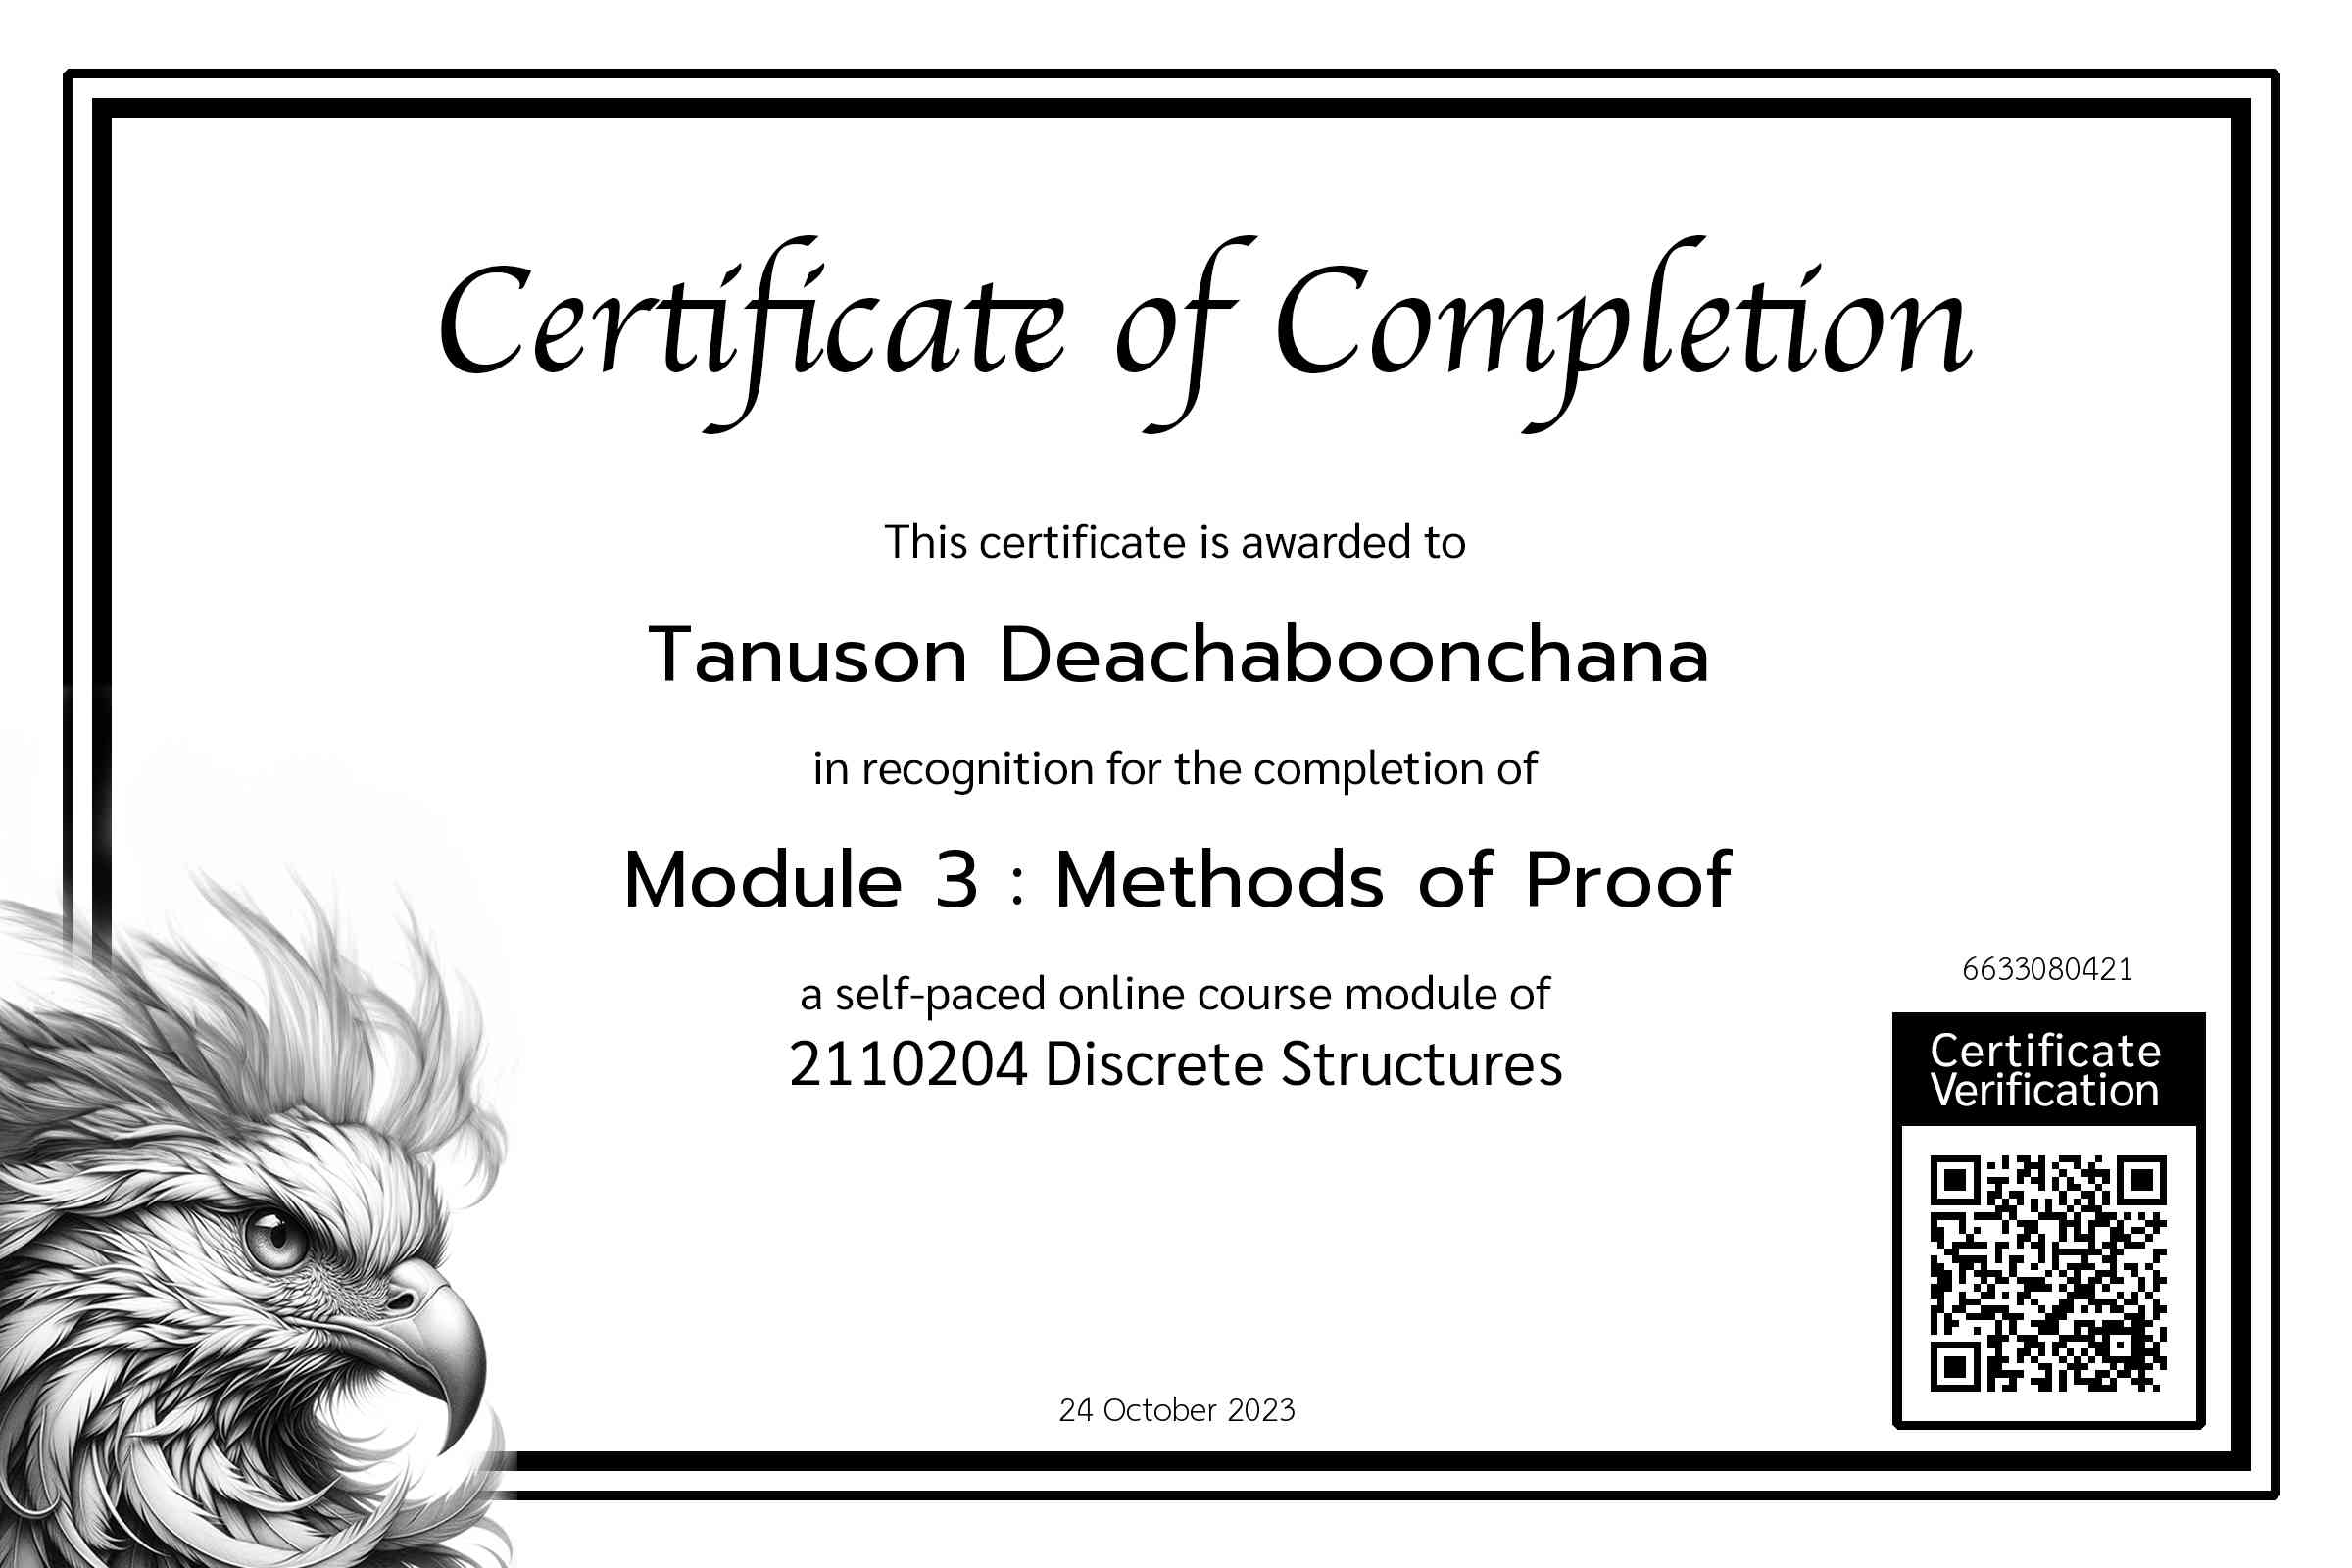 Certificate of Completion
This certificate is awarded to
Tanuson Deachaboonchana
in recognition for the completion of
Module 3 : Methods of Proof
a self-paced online course module of
2110204 Discrete Structures
6633080421
Certificate
Verification
24 October 2023